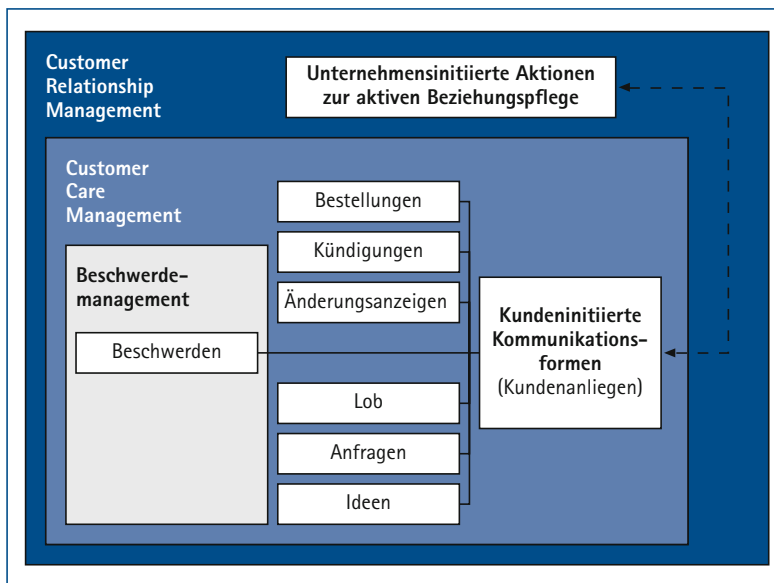 Customer
Relationship
Management
Unternehmensinitiierte Aktionen
zur aktiven Beziehungspflege
Customer
Care
Management
Bestellungen
Kündigungen
Änderungsanzeigen
Beschwerde-
management
Beschwerden
Kundeninitiierte
Kommunikations-
formen
(Kundenanliegen)
Lob
Anfragen
Ideen